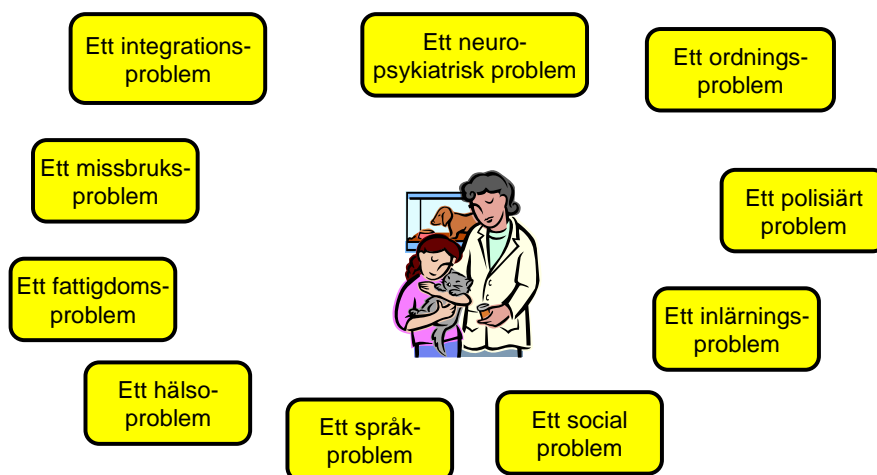 Ett integrations-
problem
Ett neuro-
psykiatrisk problem
Ett ordnings-
problem
Ett missbruks-
problem
Ett polisiärt
problem
Ett fattigdoms-
problem
Ett inlärnings-
problem
Ett hälso-
problem
Ett språk-
problem
Ett social
problem